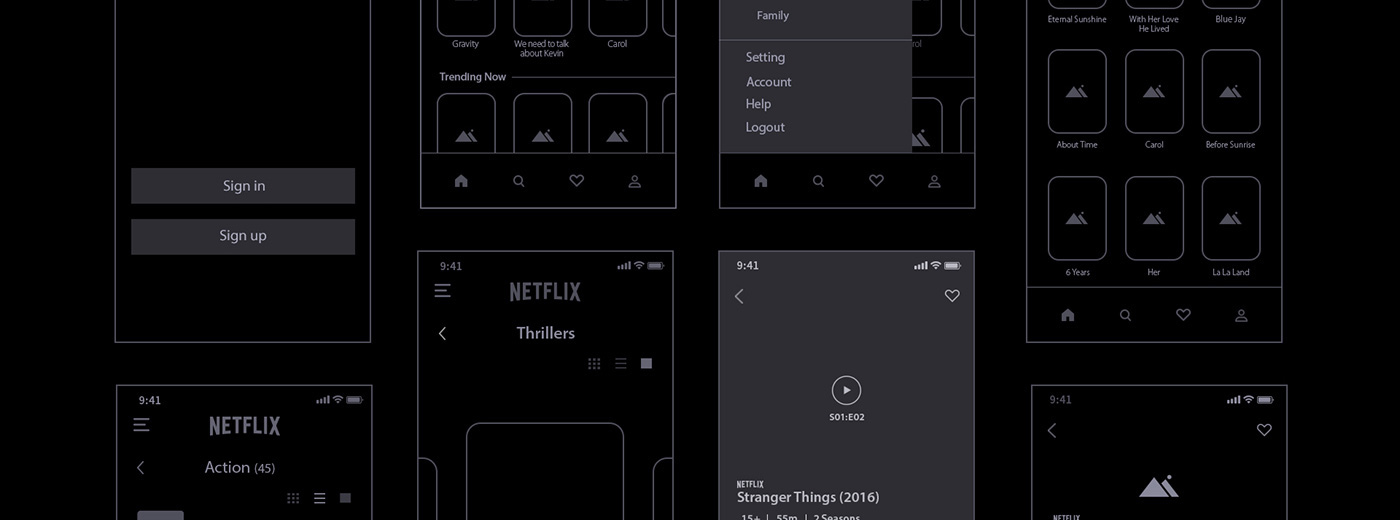 Sign in
Sign up
Gravity
We need to talk
about Kevin
Carol
Trending Now
Family
Setting
Account
Help
Logout
Eternal Sunshine
With Her Love
He Lived
Blue Jay
About Time
Carol
Before Sunrise
6 Years
Her
La La Land
9:41
NETFLIX
Action (45)
9:41
NETFLIX
Thrillers
9:41
S01:E02
NETFLIX
Stranger Things (2016)
15+ | 55m | 2 Seasons
9:41
NETFLIX